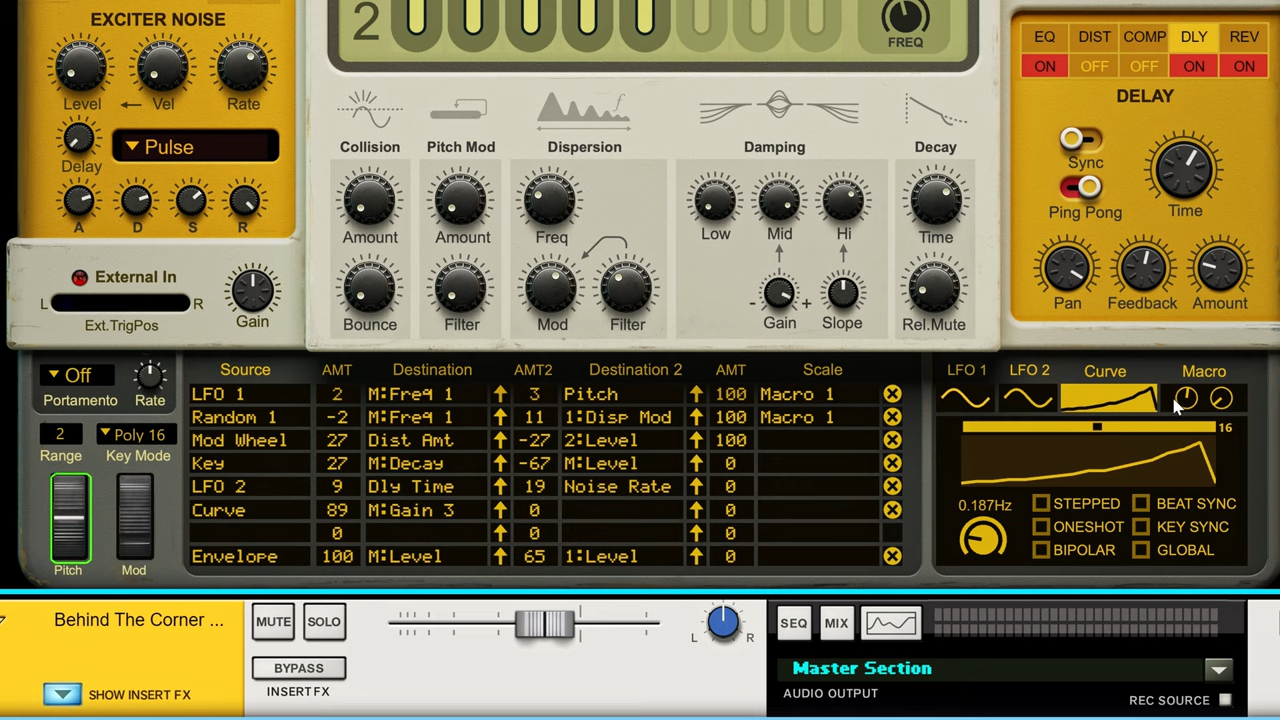 EXCITER NOISE
Level Vel Rate
Delay Pulse
A D S R
External In
L R
Ext.TrigPos
Gain
2
FREQ
Collision Pitch Mod Dispersion Damping Decay
f
Amount Amount Freq Low Mid Hi Time
Bounce Filter Mod Filter - Gain + Slope Rel.Mute
EQ DIST COMP DLY REV
ON OFF OFF ON ON
DELAY
Sync
Ping Pong Time
Pan Feedback Amount
Off
Portamento Rate
2 Poly 16
Range Key Mode
Pitch Mod
Source AMT Destination AMT2 Destination 2 AMT Scale
LFO 1 2 M:Freq 1 3 Pitch 100 Macro 1
Random 1 -2 M:Freq 1 11 1:Disp Mod 100 Macro 1
Mod Wheel 27 Dist Amt -27 2:Level 100
Key 27 M:Decay -67 M:Level 0
LFO 2 9 Dly Time 19 Noise Rate 0
Curve 89 M:Gain 3 0 0
0 0 0
Envelope 100 M:Level 65 1:Level 0
LFO 1 LFO 2 Curve Macro
16
0.187Hz
STEPPED BEAT SYNC
ONESHOT KEY SYNC
BIPOLAR GLOBAL
Behind The Corner ...
SHOW INSERT FX
MUTE SOLO
BYPASS
INSERT FX
L R
SEQ MIX
Master Section
AUDIO OUTPUT
REC SOURCE